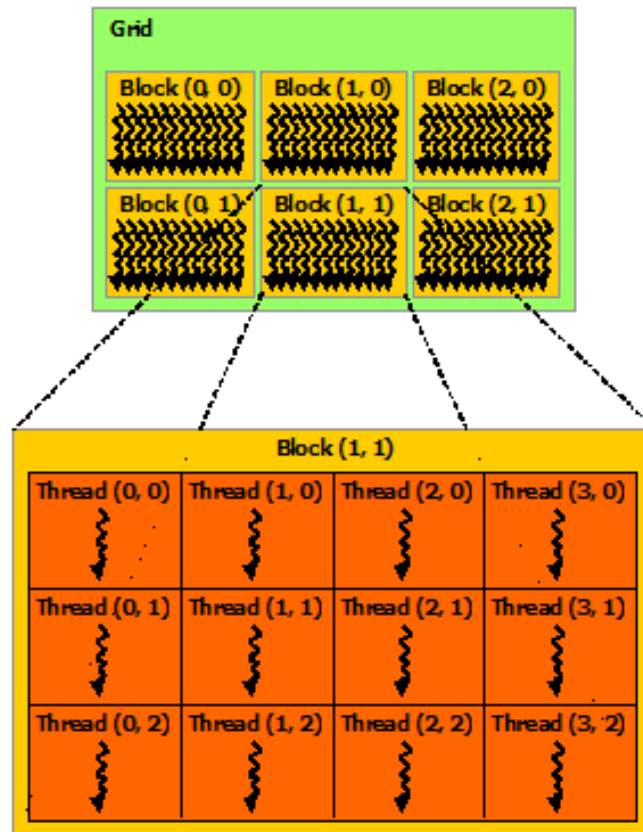 Grid
Block (0, 0) Block (1, 0) Block (2, 0)
Block (0, 1) Block (1, 1) Block (2, 1)
Block (1, 1)
Thread (0, 0) Thread (1, 0) Thread (2, 0) Thread (3, 0)
Thread (0, 1) Thread (1, 1) Thread (2, 1) Thread (3, 1)
Thread (0, 2) Thread (1, 2) Thread (2, 2) Thread (3, 2)